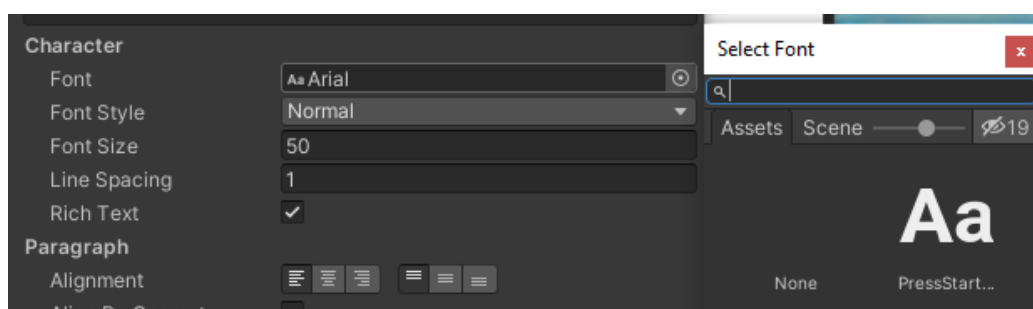 Character
Font
Aa Arial
Font Style
Normal
Font Size
50
Line Spacing
1
Rich Text
Paragraph
Alignment
Select Font
x
Assets Scene
19
Aa
None
PressStart...